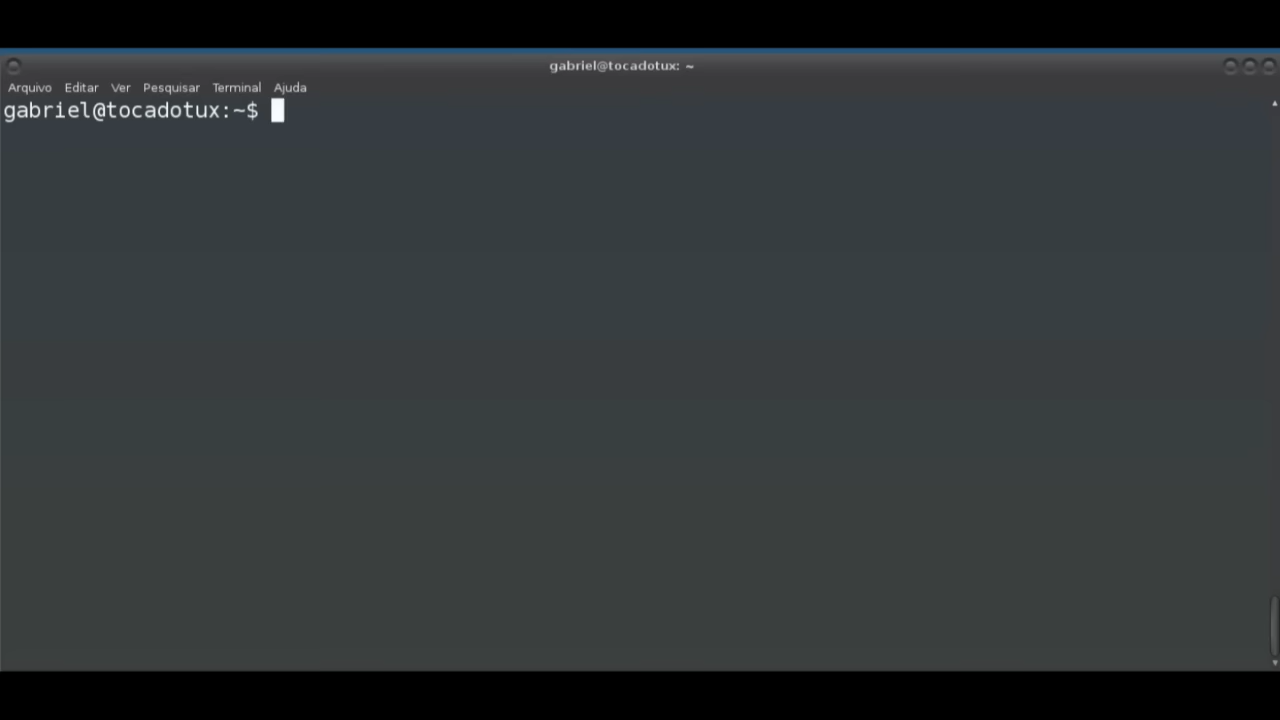 gabriel@tocadotux: ~
Arquivo Editar Ver Pesquisar Terminal Ajuda
gabriel@tocadotux:~$